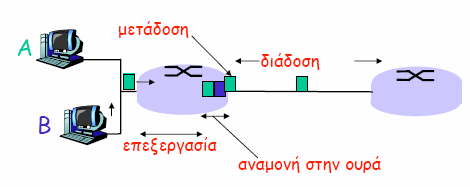 μετάδοση
A
διάδοση
B
επεξεργασία
αναμονή στην ουρά